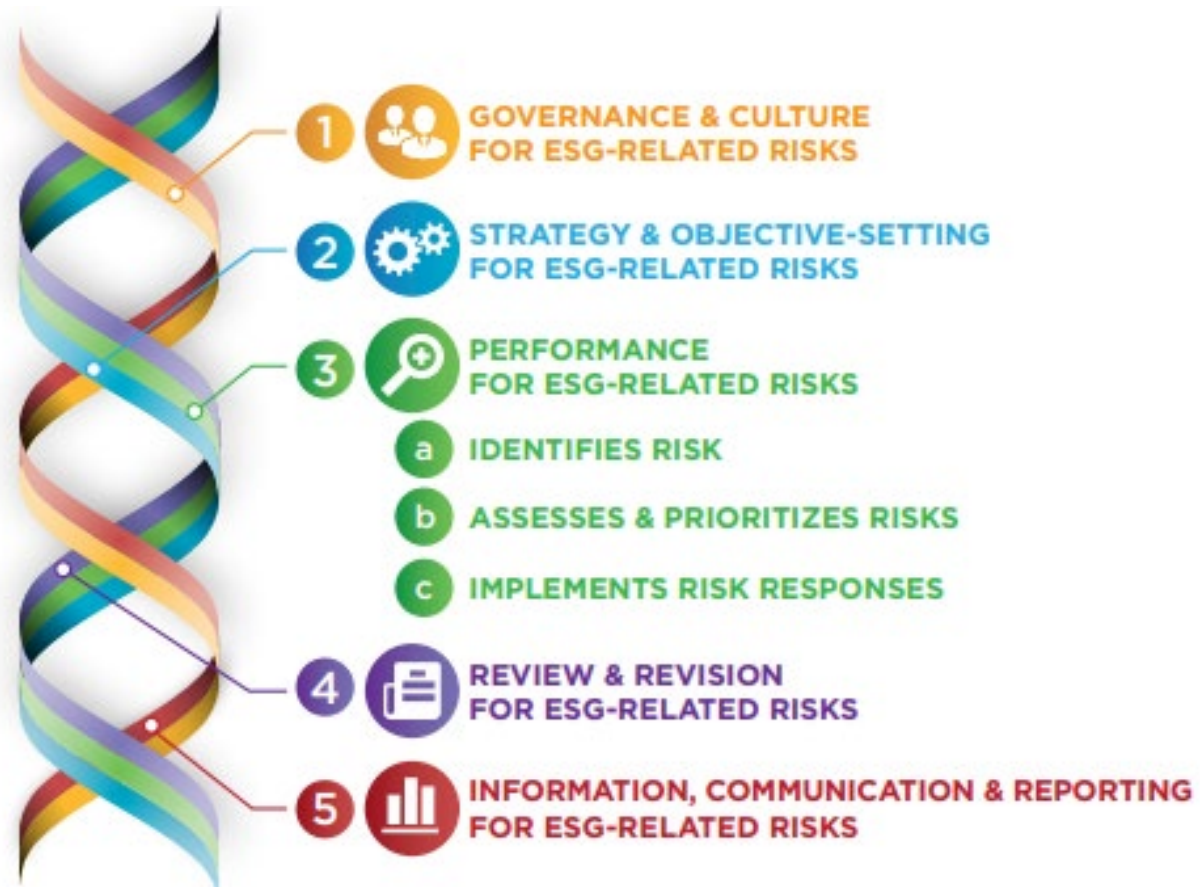 1
GOVERNANCE & CULTURE
FOR ESG-RELATED RISKS
2
STRATEGY & OBJECTIVE-SETTING
FOR ESG-RELATED RISKS
3
PERFORMANCE
FOR ESG-RELATED RISKS
a IDENTIFIES RISK
b ASSESSES & PRIORITIZES RISKS
c IMPLEMENTS RISK RESPONSES
4
REVIEW & REVISION
FOR ESG-RELATED RISKS
5
INFORMATION, COMMUNICATION & REPORTING
FOR ESG-RELATED RISKS